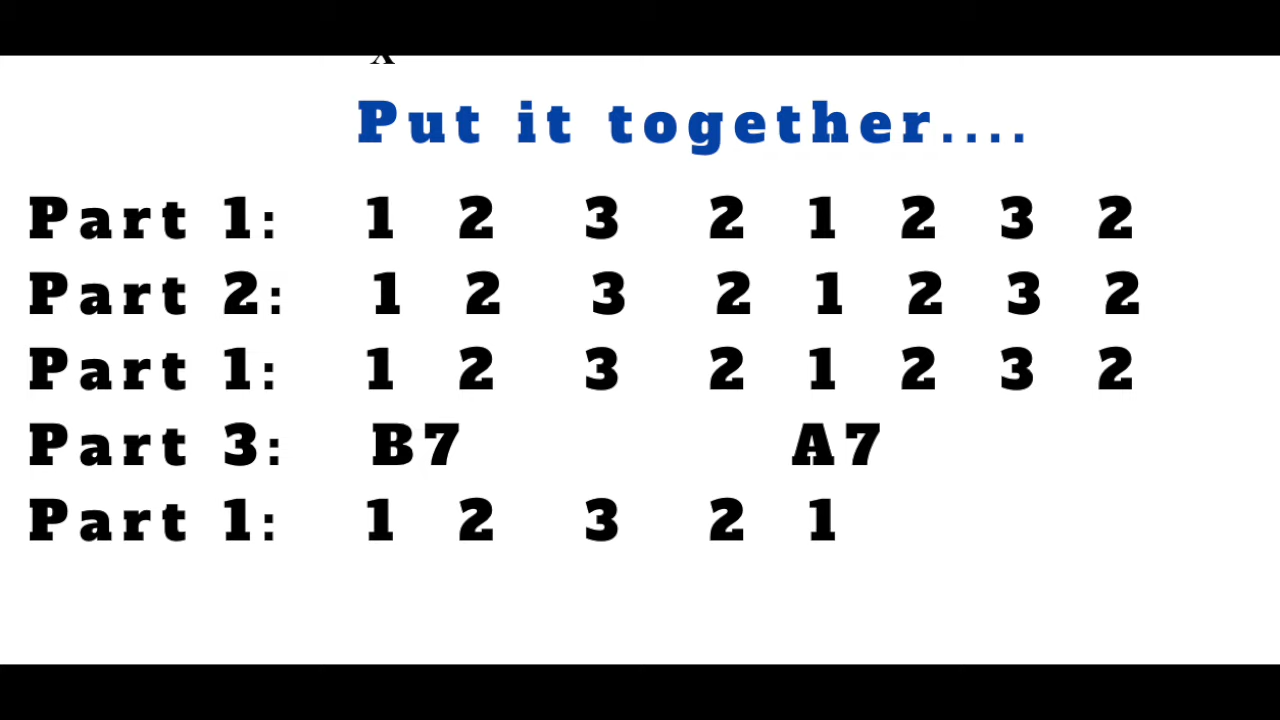 Put it together....
Part 1: 1 2 3 2 1 2 3 2
Part 2: 1 2 3 2 1 2 3 2
Part 1: 1 2 3 2 1 2 3 2
Part 3: B7 A7
Part 1: 1 2 3 2 1